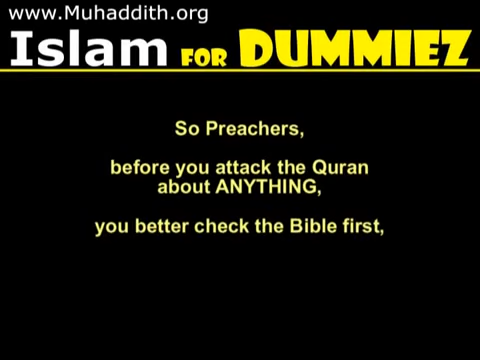 www.Muhaddith.org
Islam FOR DUMMIEZ
So Preachers,
before you attack the Quran
about ANYTHING,
you better check the Bible first,